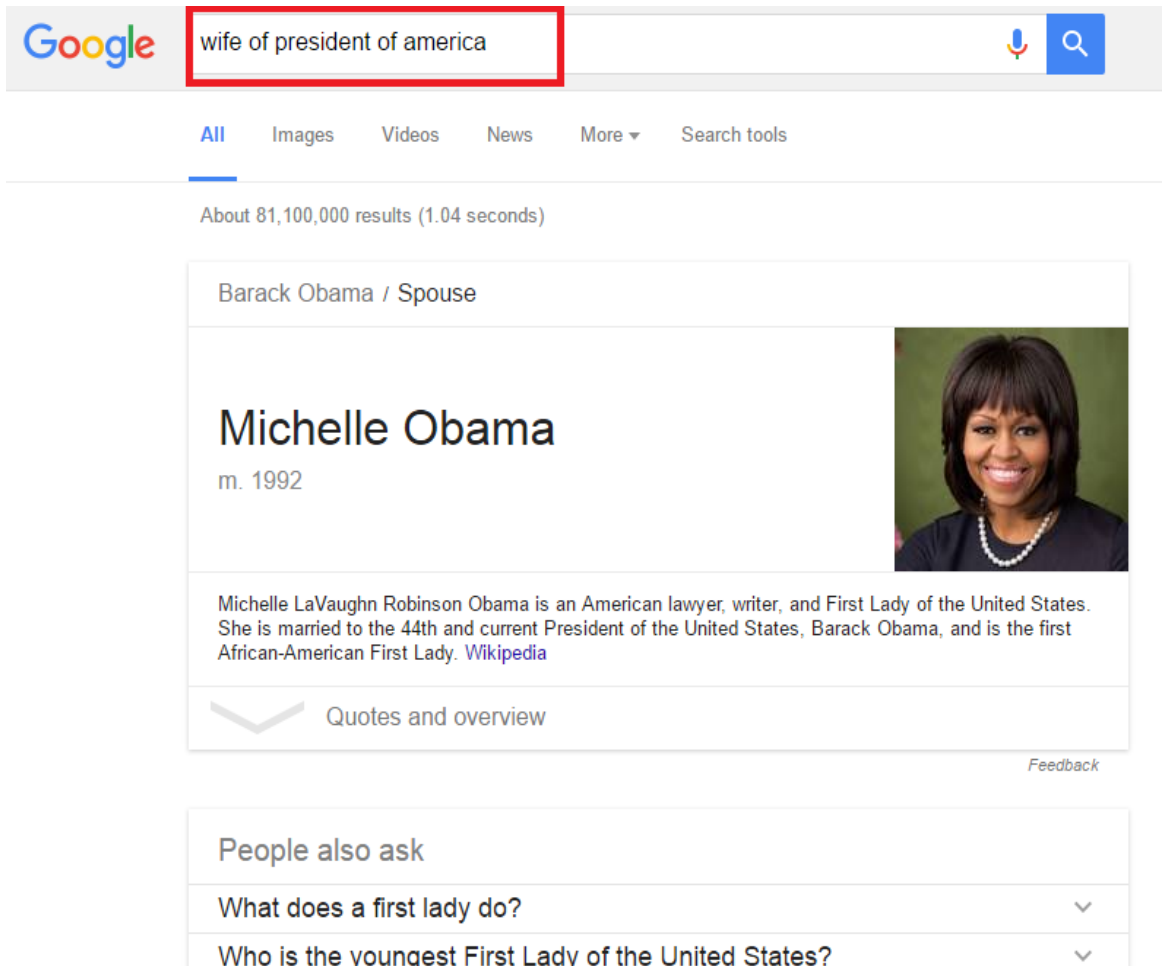 Google
wife of president of america
All Images Videos News More Search tools
About 81,100,000 results (1.04 seconds)
Barack Obama / Spouse
Michelle Obama
m. 1992
Michelle LaVaughn Robinson Obama is an American lawyer, writer, and First Lady of the United States.
She is married to the 44th and current President of the United States, Barack Obama, and is the first
African-American First Lady. Wikipedia
Quotes and overview
Feedback
People also ask
What does a first lady do?
Who is the youngest First Lady of the United States?